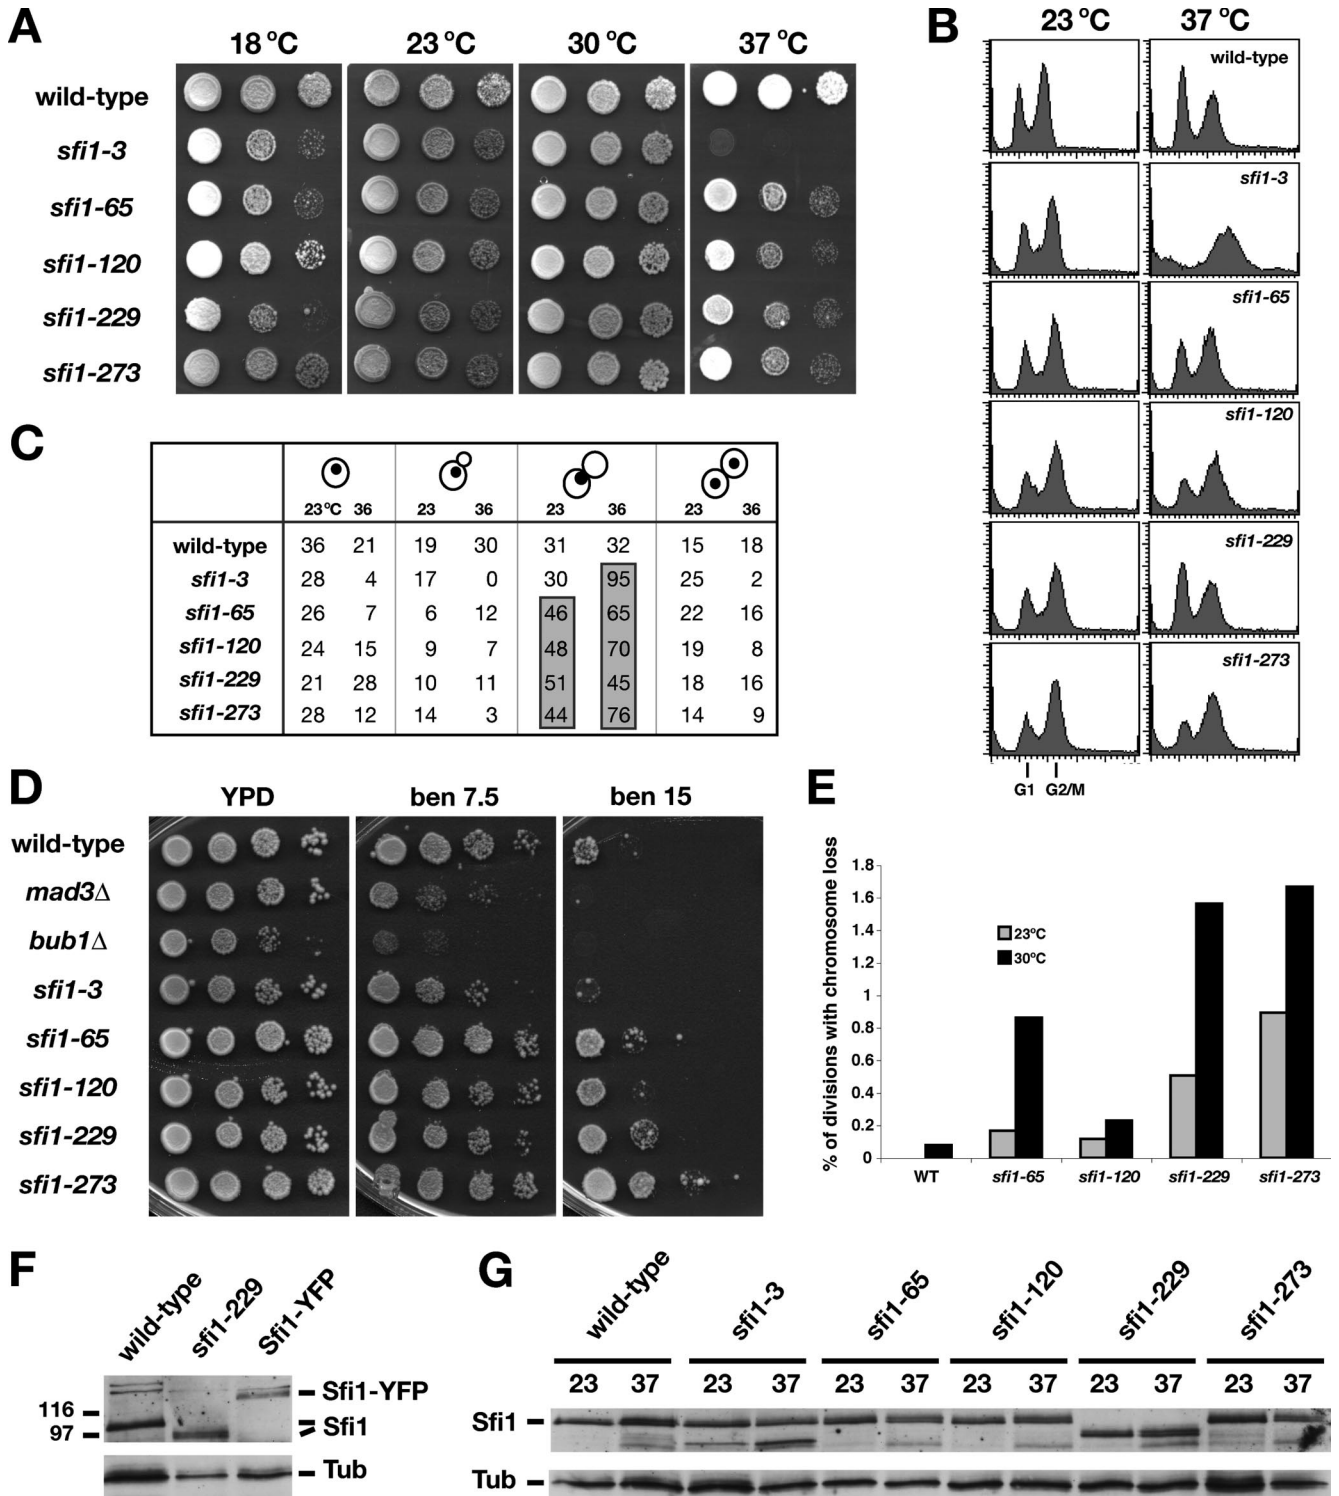 A
18 ºC 23 ºC 30 ºC 37 ºC
wild-type
sfi1-3
sfi1-65
sfi1-120
sfi1-229
sfi1-273
B
23 ºC 37 ºC
wild-type
sfi1-3
sfi1-65
sfi1-120
sfi1-229
sfi1-273
G1 G2/M
C
23ºC 36 23 36 23 36 23 36
wild-type 36 21 19 30 31 32 15 18
sfi1-3 28 4 17 0 30 95 25 2
sfi1-65 26 7 6 12 46 65 22 16
sfi1-120 24 15 9 7 48 70 19 8
sfi1-229 21 28 10 11 51 45 18 16
sfi1-273 28 12 14 3 44 76 14 9
D
YPD ben 7.5 ben 15
wild-type
mad3Δ
bub1Δ
sfi1-3
sfi1-65
sfi1-120
sfi1-229
sfi1-273
E
% of divisions with chromosome loss
1.8
1.6
1.4
1.2
1
0.8
0.6
0.4
0.2
0
23ºC
30ºC
WT sfi1-65 sfi1-120 sfi1-229 sfi1-273
F
wild-type sfi1-229 Sfi1-YFP
116
97
Sfi1-YFP
Sfi1
Tub
G
wild-type sfi1-3 sfi1-65 sfi1-120 sfi1-229 sfi1-273
23 37 23 37 23 37 23 37 23 37 23 37
Sfi1
Tub